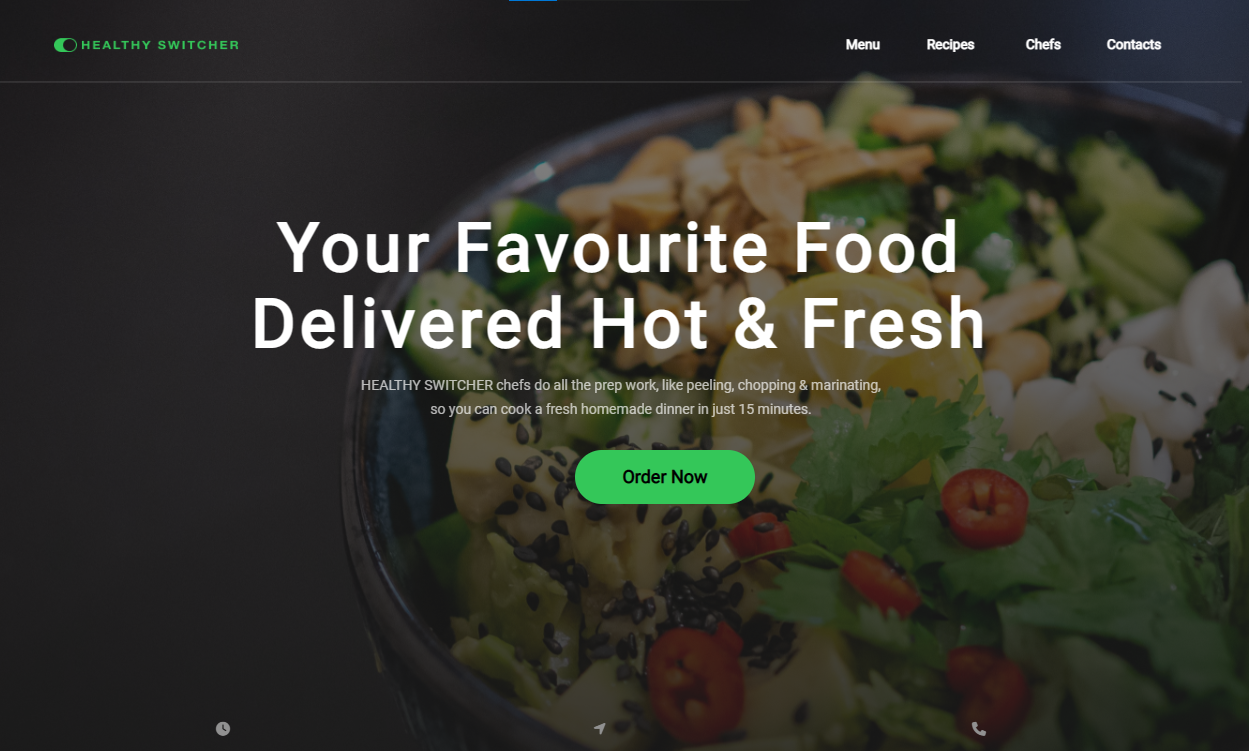 HEALTHY SWITCHER
Menu Recipes Chefs Contacts
Your Favourite Food
Delivered Hot & Fresh
HEALTHY SWITCHER chefs do all the prep work, like peeling, chopping & marinating,
so you can cook a fresh homemade dinner in just 15 minutes.
Order Now